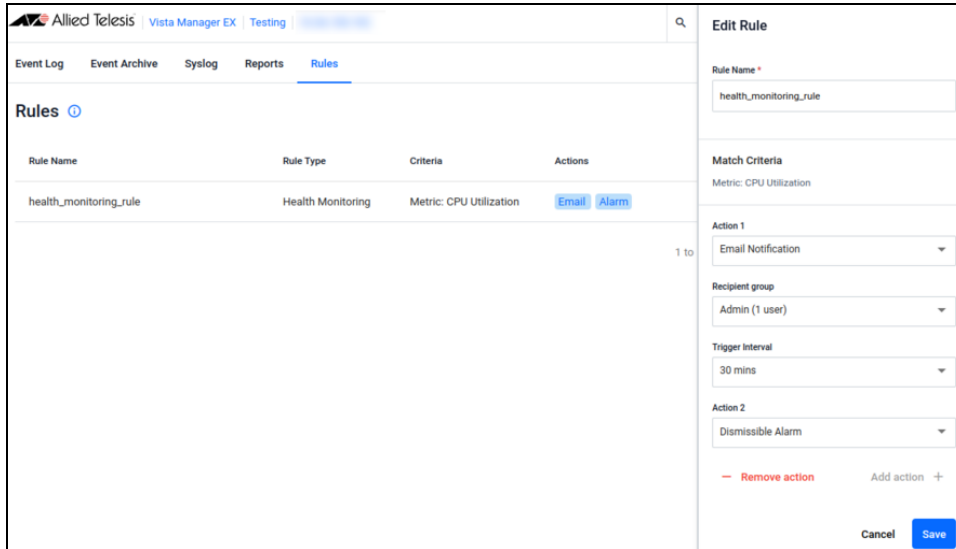 Allied Telesis Vista Manager EX Testing
Event Log Event Archive Syslog Reports Rules
Rules
Rule Name Rule Type Criteria Actions
health_monitoring_rule Health Monitoring Metric: CPU Utilization Email Alarm
1 to
Edit Rule
Rule Name *
health_monitoring_rule
Match Criteria
Metric: CPU Utilization
Action 1
Email Notification
Recipient group
Admin (1 user)
Trigger Interval
30 mins
Action 2
Dismissible Alarm
Remove action Add action +
Cancel Save